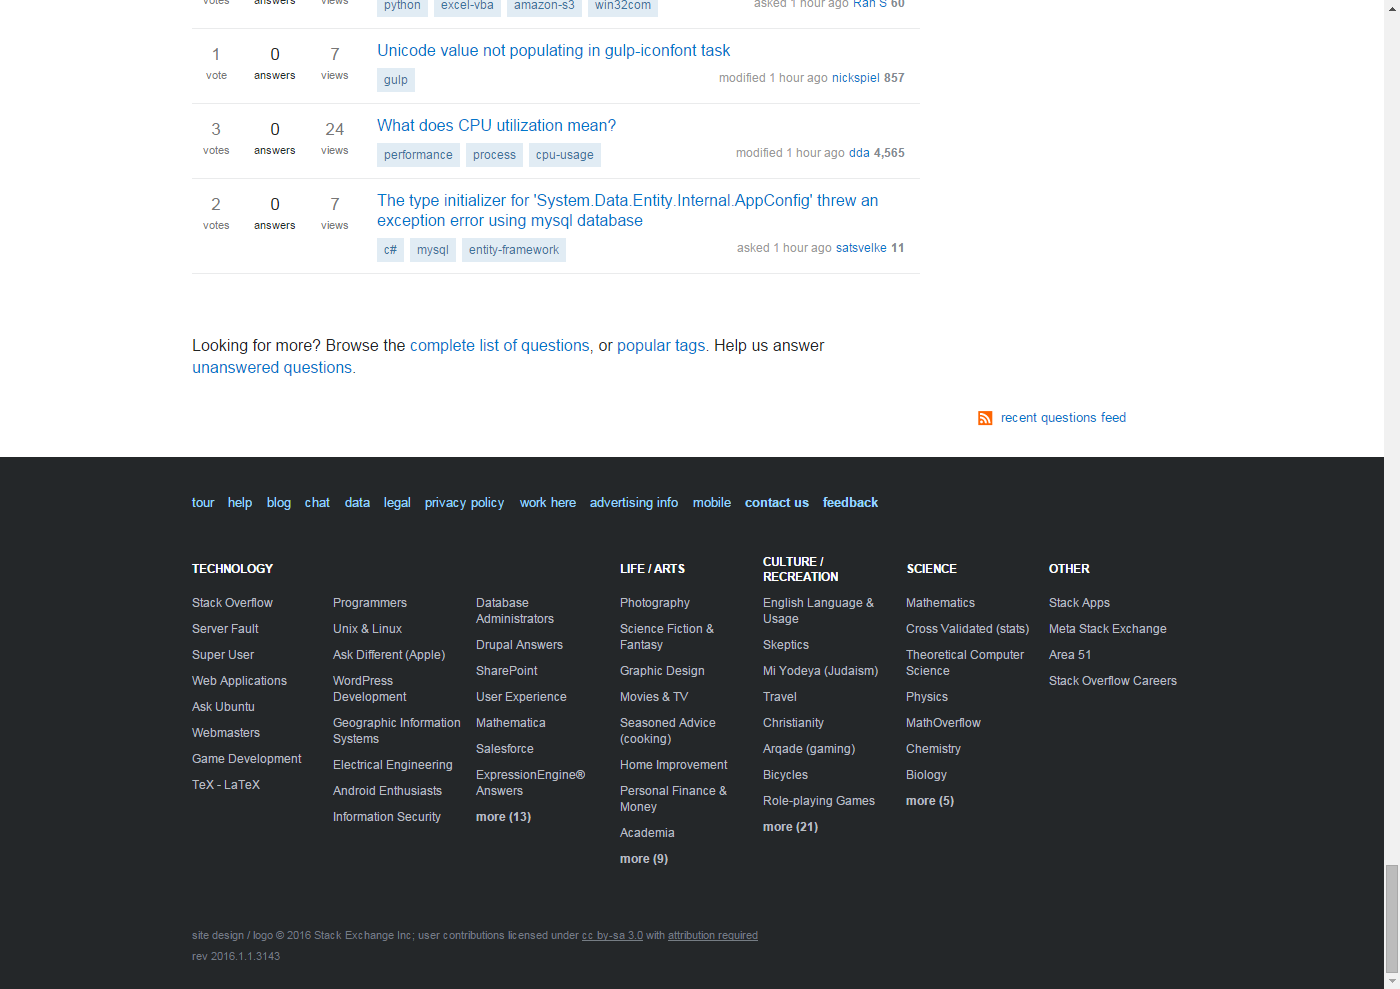 votes answers views python excel-vba amazon-s3 win32com asked 1 hour ago Ran S 60
1 0 7 Unicode value not populating in gulp-iconfont task
vote answers views gulp modified 1 hour ago nickspiel 857
3 0 24 What does CPU utilization mean?
votes answers views performance process cpu-usage modified 1 hour ago dda 4,565
2 0 7 The type initializer for 'System.Data.Entity.Internal.AppConfig' threw an
votes answers views exception error using mysql database
c# mysql entity-framework asked 1 hour ago satsvelke 11
Looking for more? Browse the complete list of questions, or popular tags. Help us answer
unanswered questions.
recent questions feed
tour help blog chat data legal privacy policy work here advertising info mobile contact us feedback
TECHNOLOGY
Stack Overflow
Server Fault
Super User
Web Applications
Ask Ubuntu
Webmasters
Game Development
TeX - LaTeX
Programmers
Unix & Linux
Ask Different (Apple)
WordPress
Development
Geographic Information
Systems
Electrical Engineering
Android Enthusiasts
Information Security
Database
Administrators
Drupal Answers
SharePoint
User Experience
Mathematica
Salesforce
ExpressionEngine®
Answers
more (13)
LIFE / ARTS
Photography
Science Fiction &
Fantasy
Graphic Design
Movies & TV
Seasoned Advice
(cooking)
Home Improvement
Personal Finance &
Money
Academia
more (9)
CULTURE /
RECREATION
English Language &
Usage
Skeptics
Mi Yodeya (Judaism)
Travel
Christianity
Arqade (gaming)
Bicycles
Role-playing Games
more (21)
SCIENCE
Mathematics
Cross Validated (stats)
Theoretical Computer
Science
Physics
MathOverflow
Chemistry
Biology
more (5)
OTHER
Stack Apps
Meta Stack Exchange
Area 51
Stack Overflow Careers
site design / logo © 2016 Stack Exchange Inc; user contributions licensed under cc by-sa 3.0 with attribution required
rev 2016.1.1.3143